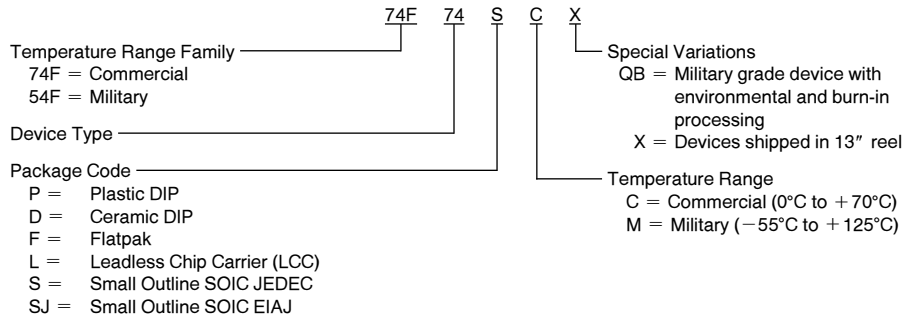 74F 74 S C X
Temperature Range Family
74F = Commercial
54F = Military
Device Type
Package Code
P = Plastic DIP
D = Ceramic DIP
F = Flatpak
L = Leadless Chip Carrier (LCC)
S = Small Outline SOIC JEDEC
SJ = Small Outline SOIC EIAJ
Special Variations
QB = Military grade device with
environmental and burn-in
processing
X = Devices shipped in 13″ reel
Temperature Range
C = Commercial (0°C to +70°C)
M = Military (−55°C to +125°C)